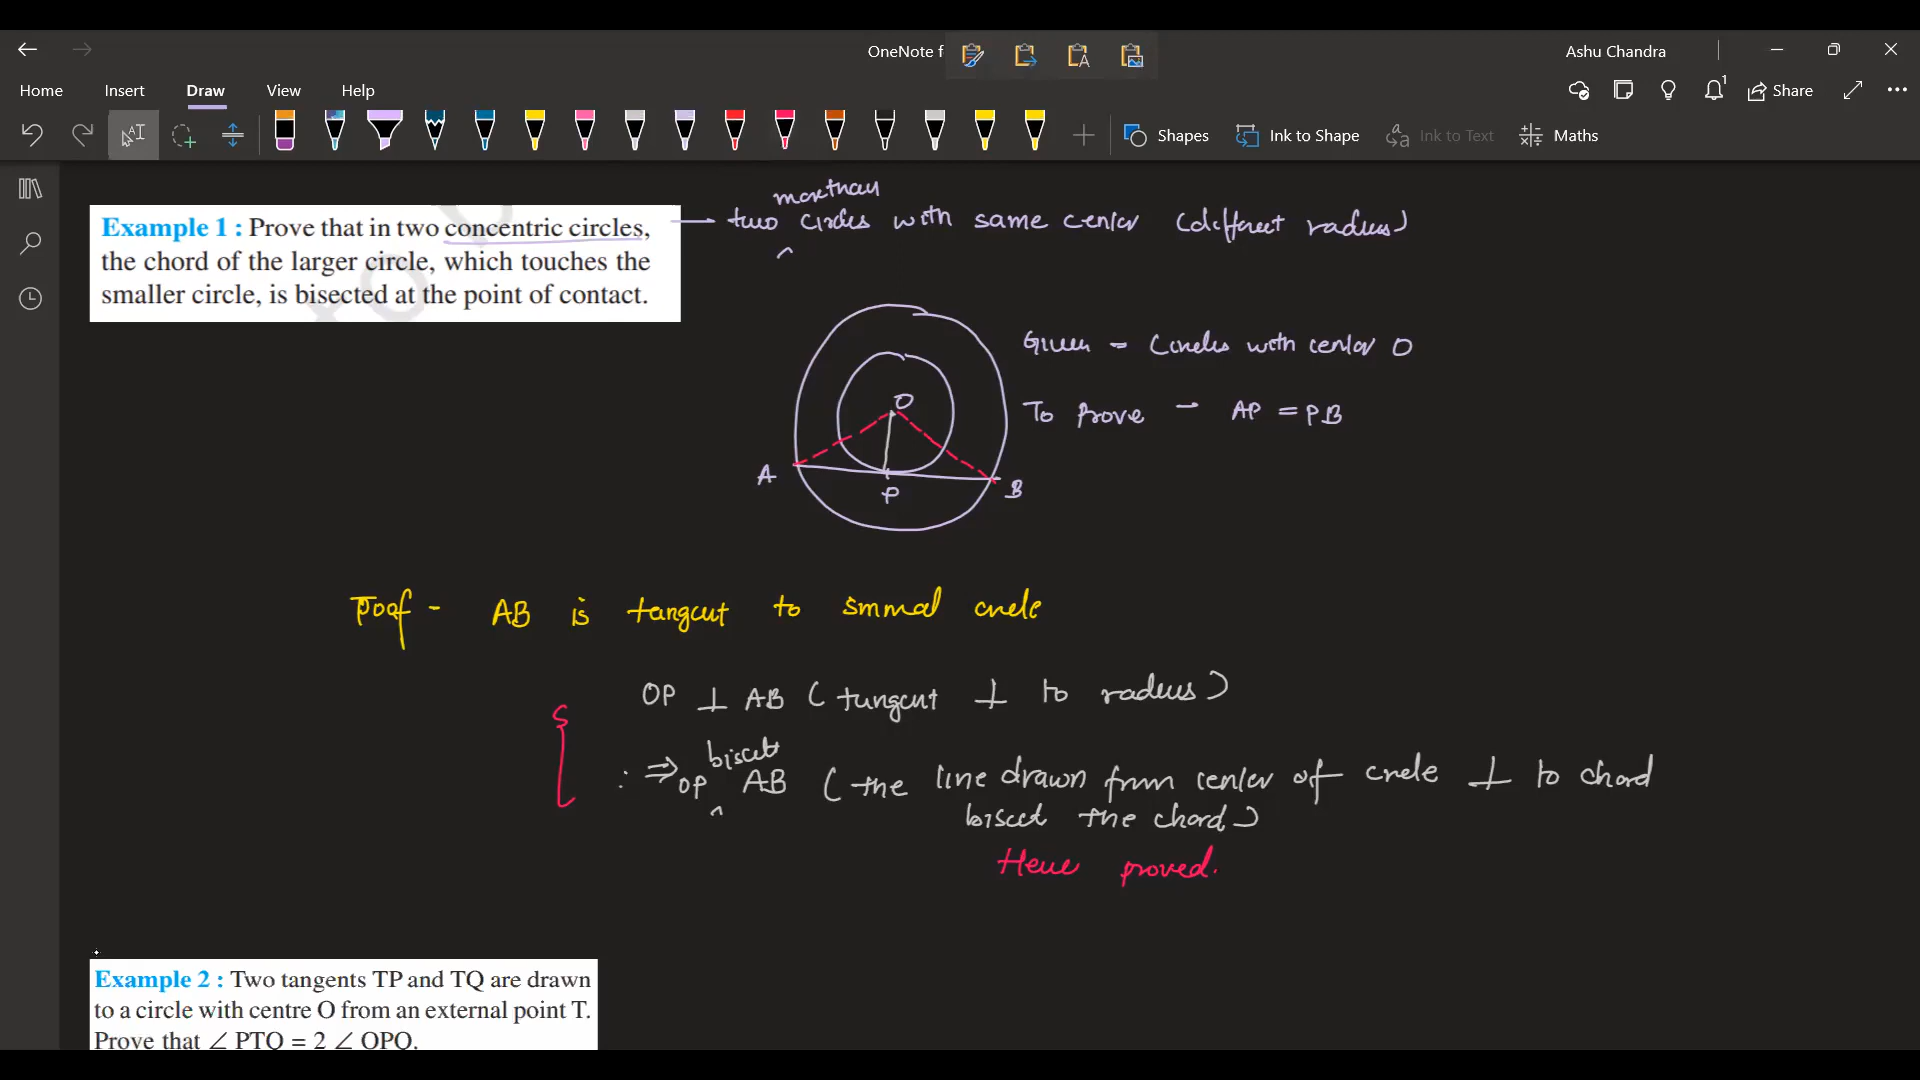 OneNote f
Ashu Chandra
Home Insert Draw View Help
1 Share
Shapes Ink to Shape Ink to Text Maths
more than
two ^ circles with same center (different radius)
Example 1 : Prove that in two concentric circles,
the chord of the larger circle, which touches the
smaller circle, is bisected at the point of contact.
Given - Circles with center O
To Prove - AP = PB
O
A
P
B
Proof - AB is tangent to smmal circle
OP ⊥ AB (tangent ⊥ to radius)
bisect
∴ ⇒ OP ^ AB (the line drawn from center of circle ⊥ to chord
bisect the chord)
Hence proved.
Example 2 : Two tangents TP and TQ are drawn
to a circle with centre O from an external point T.
Prove that ∠ PTQ = 2 ∠ OPQ.